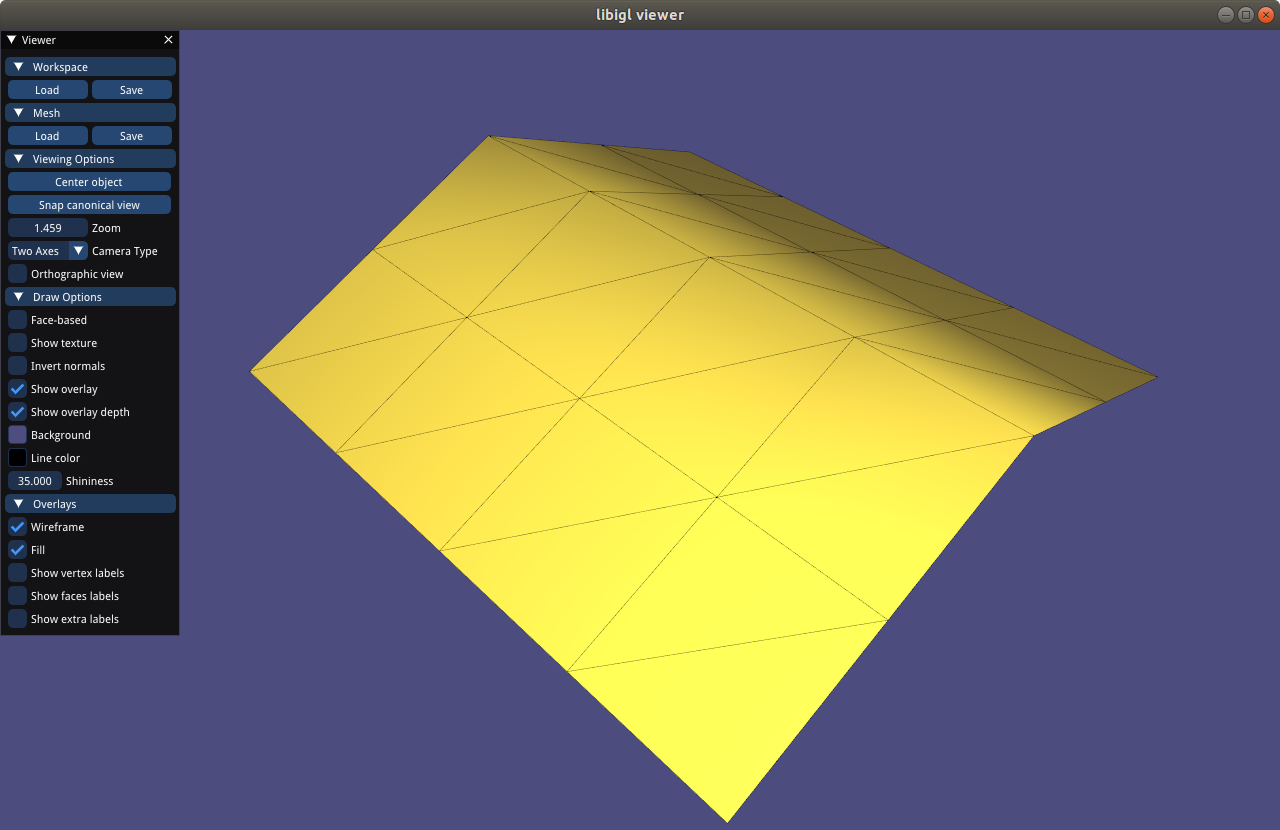 libigl viewer
Viewer
Workspace
Load Save
Mesh
Load Save
Viewing Options
Center object
Snap canonical view
1.459 Zoom
Two Axes Camera Type
Orthographic view
Draw Options
Face-based
Show texture
Invert normals
Show overlay
Show overlay depth
Background
Line color
35.000 Shininess
Overlays
Wireframe
Fill
Show vertex labels
Show faces labels
Show extra labels